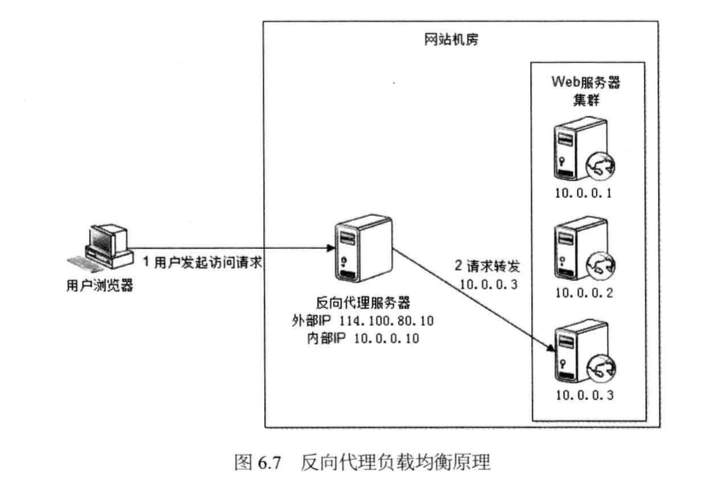 网站机房
Web服务器
集群
10.0.0.1
1 用户发起访问请求
用户浏览器
2 请求转发
10.0.0.3
10.0.0.2
反向代理服务器
外部IP 114.100.80.10
内部IP 10.0.0.10
10.0.0.3
图 6.7 反向代理负载均衡原理